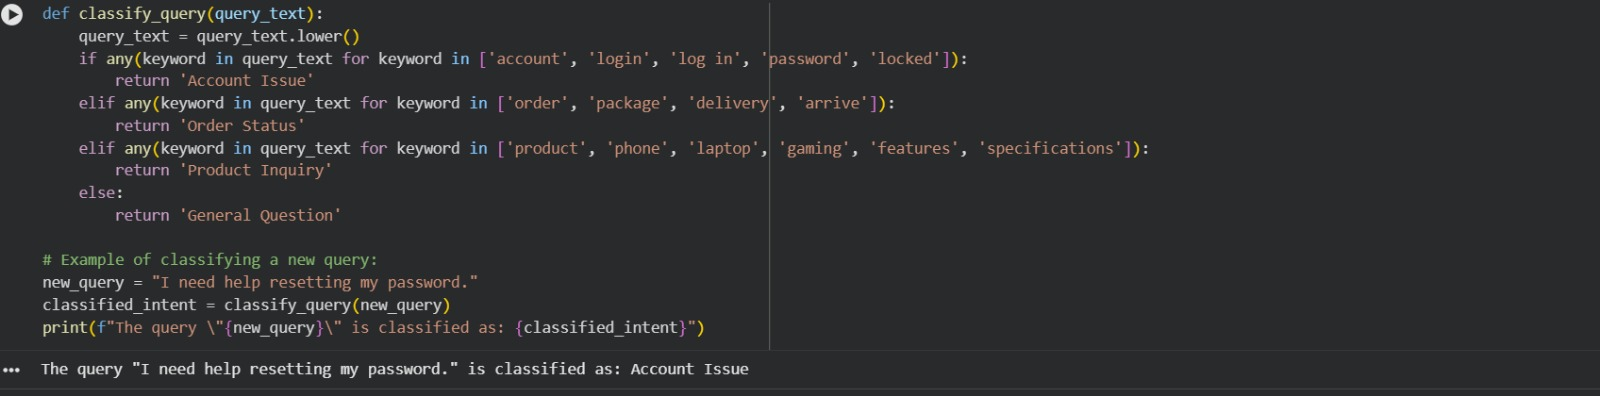 def classify_query(query_text):
    query_text = query_text.lower()
    if any(keyword in query_text for keyword in ['account', 'login', 'log in', 'password', 'locked']):
        return 'Account Issue'
    elif any(keyword in query_text for keyword in ['order', 'package', 'delivery', 'arrive']):
        return 'Order Status'
    elif any(keyword in query_text for keyword in ['product', 'phone', 'laptop', 'gaming', 'features', 'specifications']):
        return 'Product Inquiry'
    else:
        return 'General Question'
# Example of classifying a new query:
new_query = "I need help resetting my password."
classified_intent = classify_query(new_query)
print(f"The query \"{new_query}\" is classified as: {classified_intent}")
The query "I need help resetting my password." is classified as: Account Issue